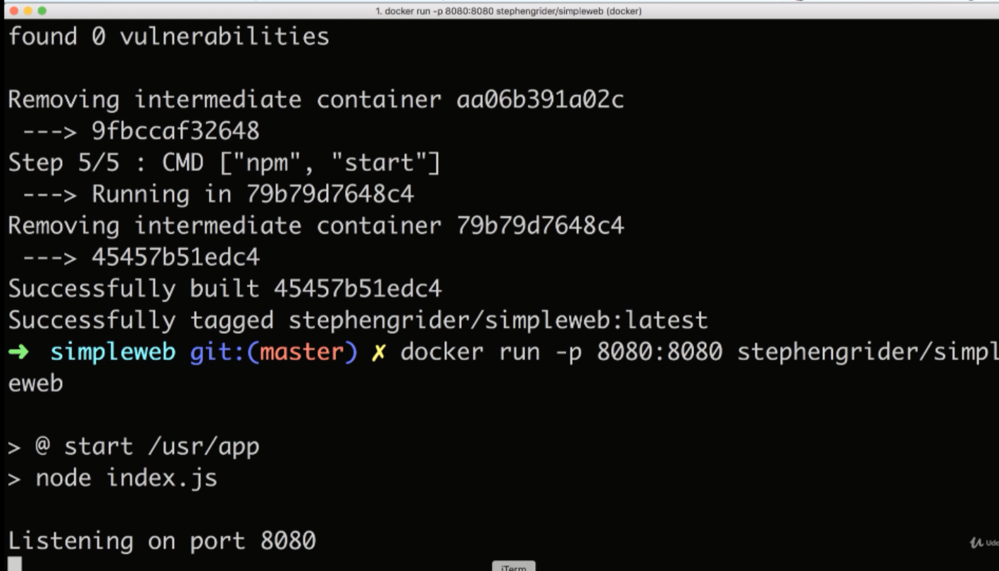 1. docker run -p 8080:8080 stephengrider/simpleweb (docker)
found 0 vulnerabilities
Removing intermediate container aa06b391a02c
 ---> 9fbccaf32648
Step 5/5 : CMD ["npm", "start"]
 ---> Running in 79b79d7648c4
Removing intermediate container 79b79d7648c4
 ---> 45457b51edc4
Successfully built 45457b51edc4
Successfully tagged stephengrider/simpleweb:latest
➜ simpleweb git:(master) ✗ docker run -p 8080:8080 stephengrider/simpl
eweb
> @ start /usr/app
> node index.js
Listening on port 8080
iTerm